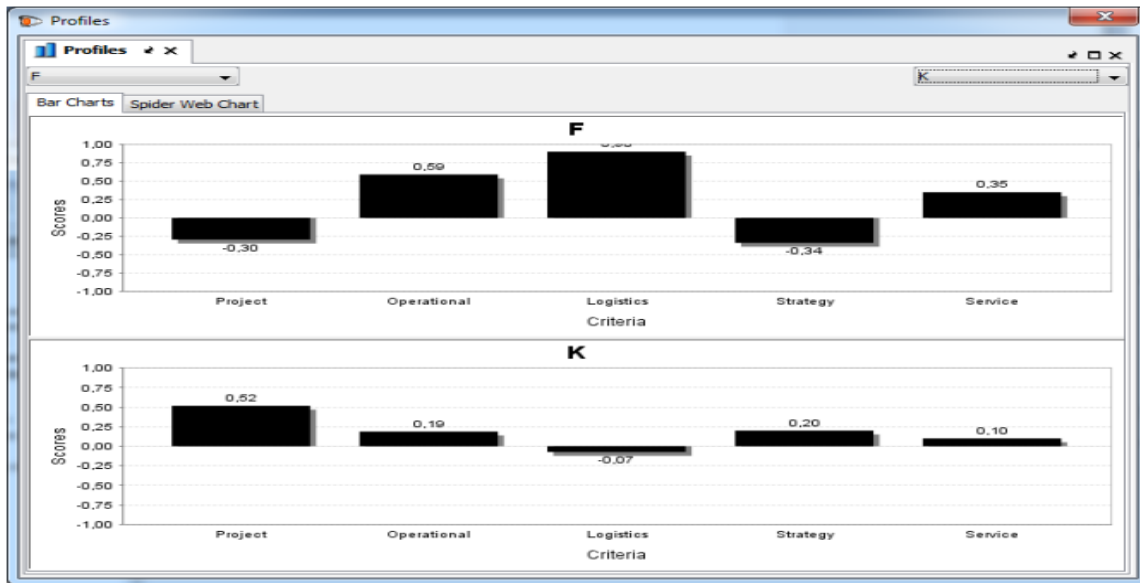 Profiles
Profiles
F
K
Bar Charts Spider Web Chart
F
Scores
1,00
0,75
0,50
0,25
0,00
-0,25
-0,50
-0,75
-1,00
-0,30
0,59
-0,34
0,35
Project Operational Logistics Strategy Service
Criteria
K
Scores
1,00
0,75
0,50
0,25
0,00
-0,25
-0,50
-0,75
-1,00
0,52
0,19
-0,07
0,20
0,10
Project Operational Logistics Strategy Service
Criteria